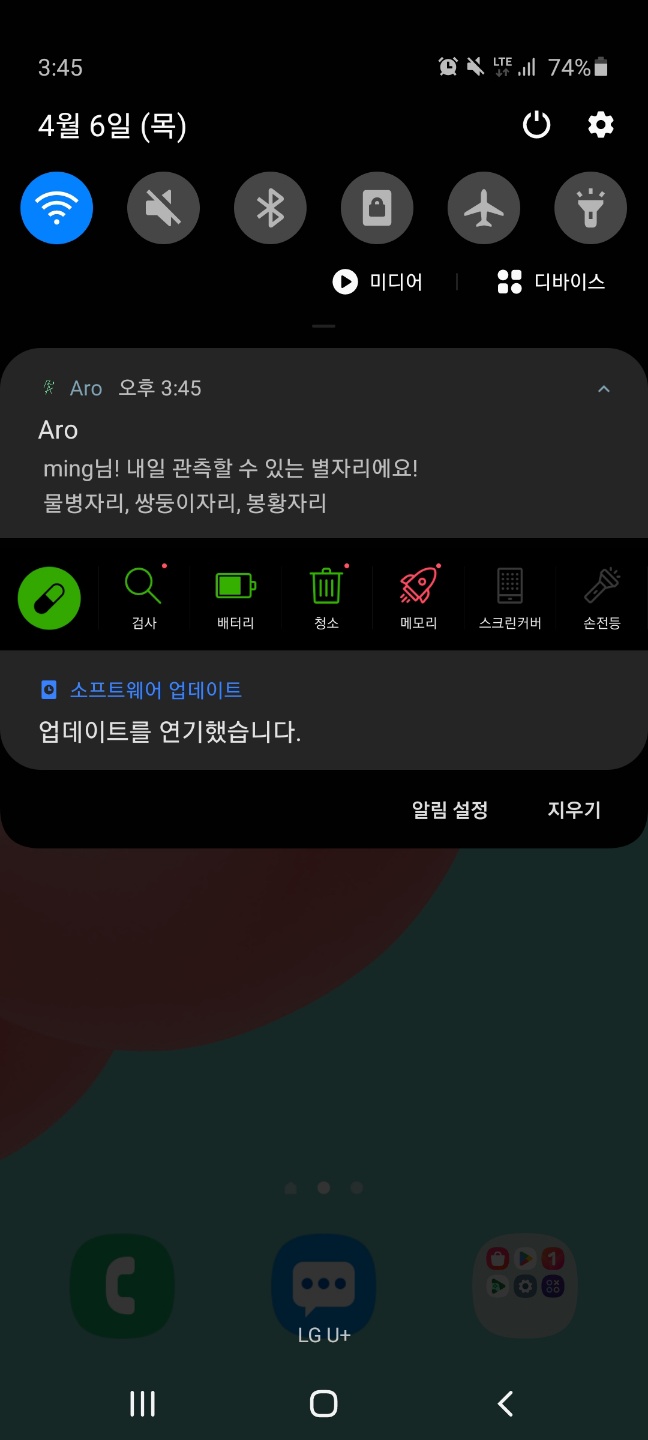 3:45
LTE
74%
4월 6일 (목)
미디어
디바이스
Aro 오후 3:45
Aro
ming님! 내일 관측할 수 있는 별자리에요!
물병자리, 쌍둥이자리, 봉황자리
검사
배터리
청소
메모리
스크린커버
손전등
소프트웨어 업데이트
업데이트를 연기했습니다.
알림 설정
지우기
1
LG U+